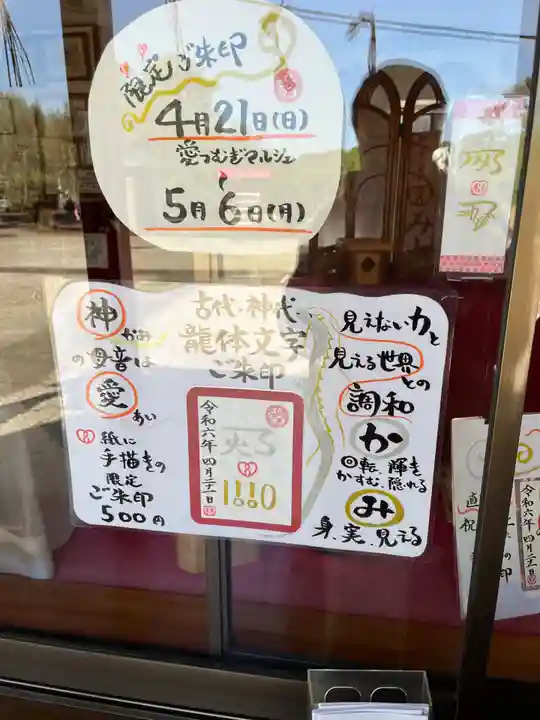 限定ご朱印
4月21日(日)
愛つむぎマルシェ
5月6日(月)
古代・神代
龍体文字
ご朱印
見えない力と
見える世界
との
調和
か
◎転、輝を
かすむ、隠れる
み
身、実、見える
神 かみ
の母音は
愛 あい
紙に
手描きの
限定
ご朱印
500円
令和六年四月二十一日